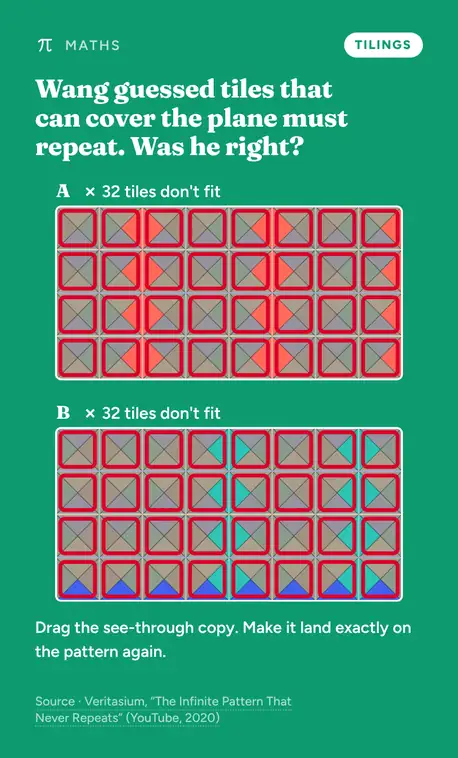 π MATHS
TILINGS
Wang guessed tiles that
can cover the plane must
repeat. Was he right?
A × 32 tiles don't fit
B × 32 tiles don't fit
Drag the see-through copy. Make it land exactly on
the pattern again.
Source · Veritasium, “The Infinite Pattern That
Never Repeats” (YouTube, 2020)